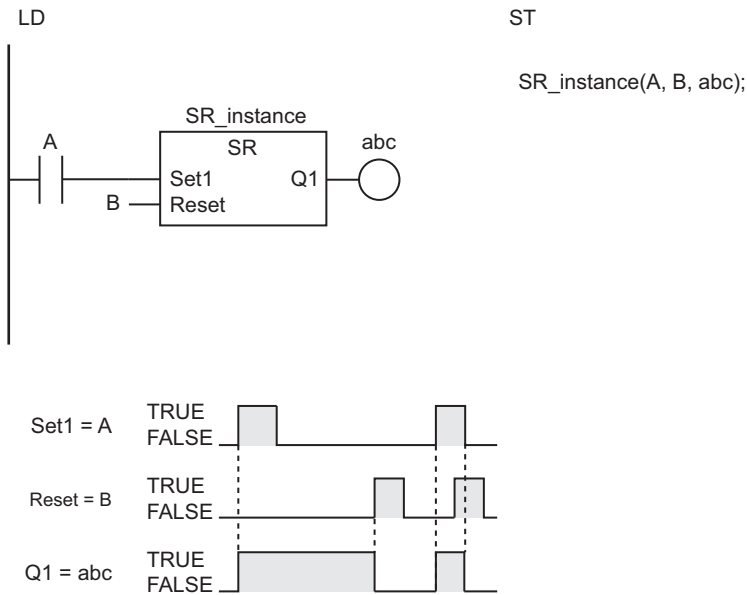 LD
ST
SR_instance(A, B, abc);
SR_instance
A
SR
abc
Set1
Q1
B
Reset
Set1 = A
TRUE
FALSE
Reset = B
TRUE
FALSE
Q1 = abc
TRUE
FALSE